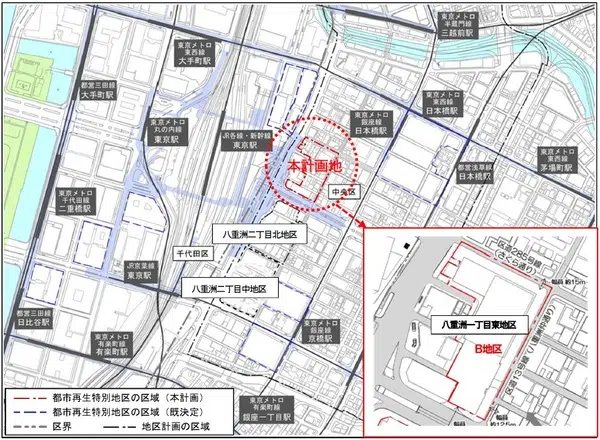 東京メトロ
半蔵門線
三越前駅
東京メトロ
東西線
大手町駅
都営三田線
大手町駅
東京メトロ
丸の内線
東京駅
JR各線・新幹線
東京駅
東京メトロ
銀座線
日本橋駅
東京メトロ
東西線
日本橋駅
都営浅草線
日本橋駅
東京メトロ
東西線
茅場町駅
本計画地
中央区
東京メトロ
千代田線
二重橋駅
千代田区
八重洲二丁目北地区
JR京葉線
東京駅
八重洲二丁目中地区
都営三田線
日比谷駅
東京メトロ
有楽町線
有楽町駅
東京メトロ
銀座線
京橋駅
東京メトロ
有楽町線
銀座一丁目駅
区道285号線
(さくら通り)
幅員 約15m
八重洲一丁目東地区
B地区
区道13号線(八重洲仲通り)
幅員
約12.5m
都市再生特別地区の区域(本計画)
都市再生特別地区の区域(既決定)
区界
地区計画の区域